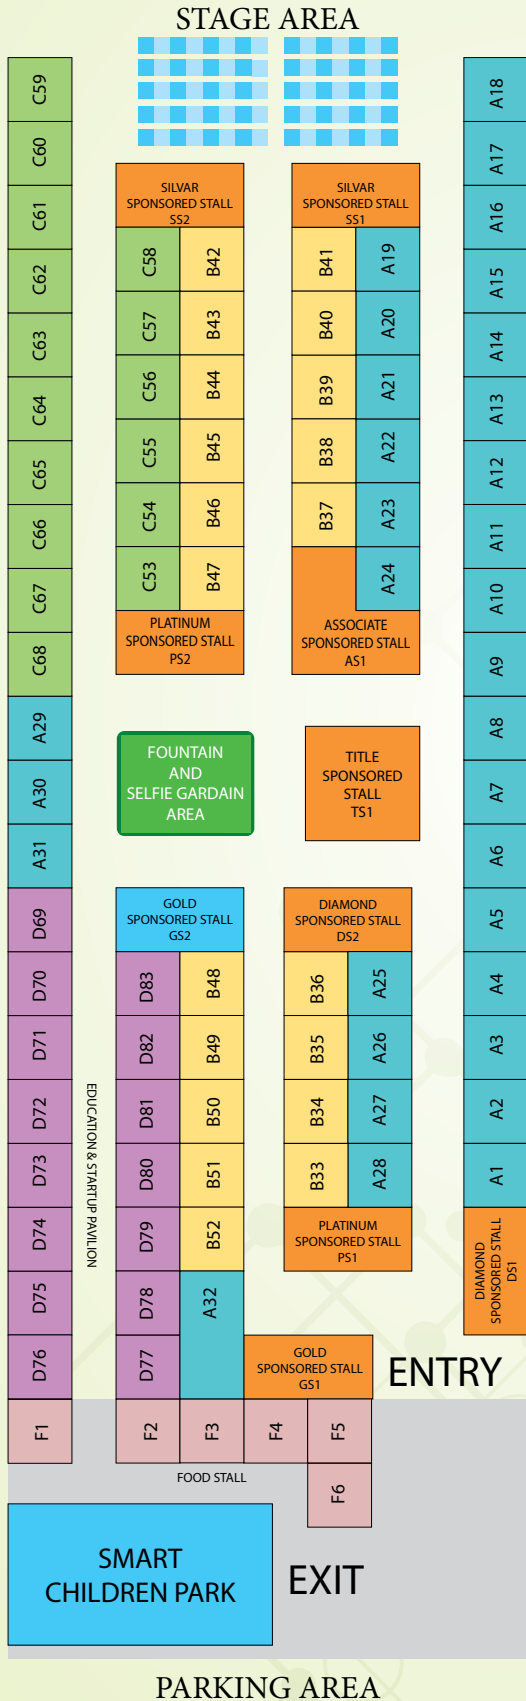 STAGE AREA
C59
C60
C61
C62
C63
C64
C65
C66
C67
C68
A29
A30
A31
D69
D70
D71
D72
D73
D74
D75
D76
F1
EDUCATION & STARTUP PAVILION
SILVAR
SPONSORED STALL
SS2
C58
B42
C57
B43
C56
B44
C55
B45
C54
B46
C53
B47
PLATINUM
SPONSORED STALL
PS2
SILVAR
SPONSORED STALL
SS1
B41
A19
B40
A20
B39
A21
B38
A22
B37
A23
A24
ASSOCIATE
SPONSORED STALL
AS1
FOUNTAIN
AND
SELFIE GARDAIN
AREA
TITLE
SPONSORED
STALL
TS1
GOLD
SPONSORED STALL
GS2
D83
B48
D82
B49
D81
B50
D80
B51
D79
B52
D78
A32
D77
DIAMOND
SPONSORED STALL
DS2
B36
A25
B35
A26
B34
A27
B33
A28
PLATINUM
SPONSORED STALL
PS1
GOLD
SPONSORED STALL
GS1
A18
A17
A16
A15
A14
A13
A12
A11
A10
A9
A8
A7
A6
A5
A4
A3
A2
A1
DIAMOND
SPONSORED STALL
DS1
ENTRY
F2
F3
F4
F5
F6
FOOD STALL
SMART
CHILDREN PARK
EXIT
PARKING AREA